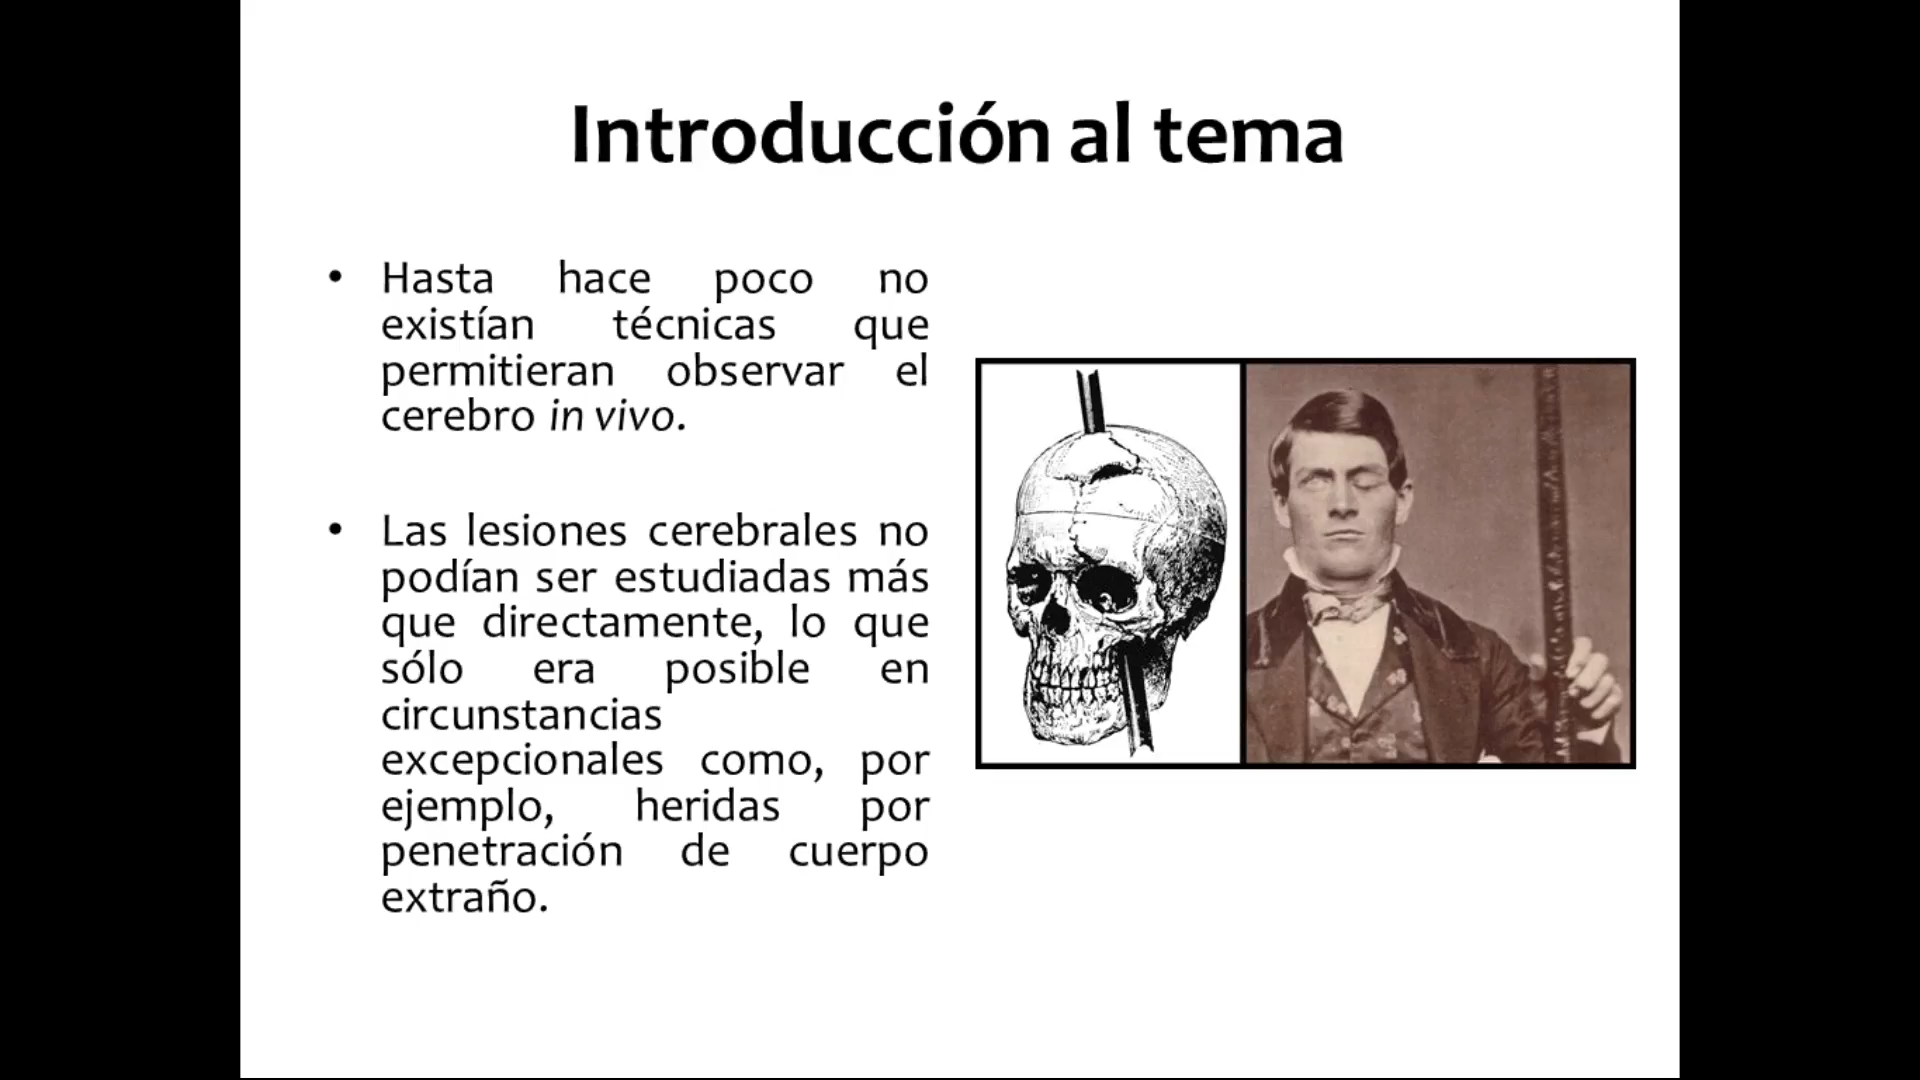 Introducción al tema
• Hasta hace poco no
existían técnicas que
permitieran observar el
cerebro in vivo.
• Las lesiones cerebrales no
podían ser estudiadas más
que directamente, lo que
sólo era posible en
circunstancias
excepcionales como, por
ejemplo, heridas por
penetración de cuerpo
extraño.